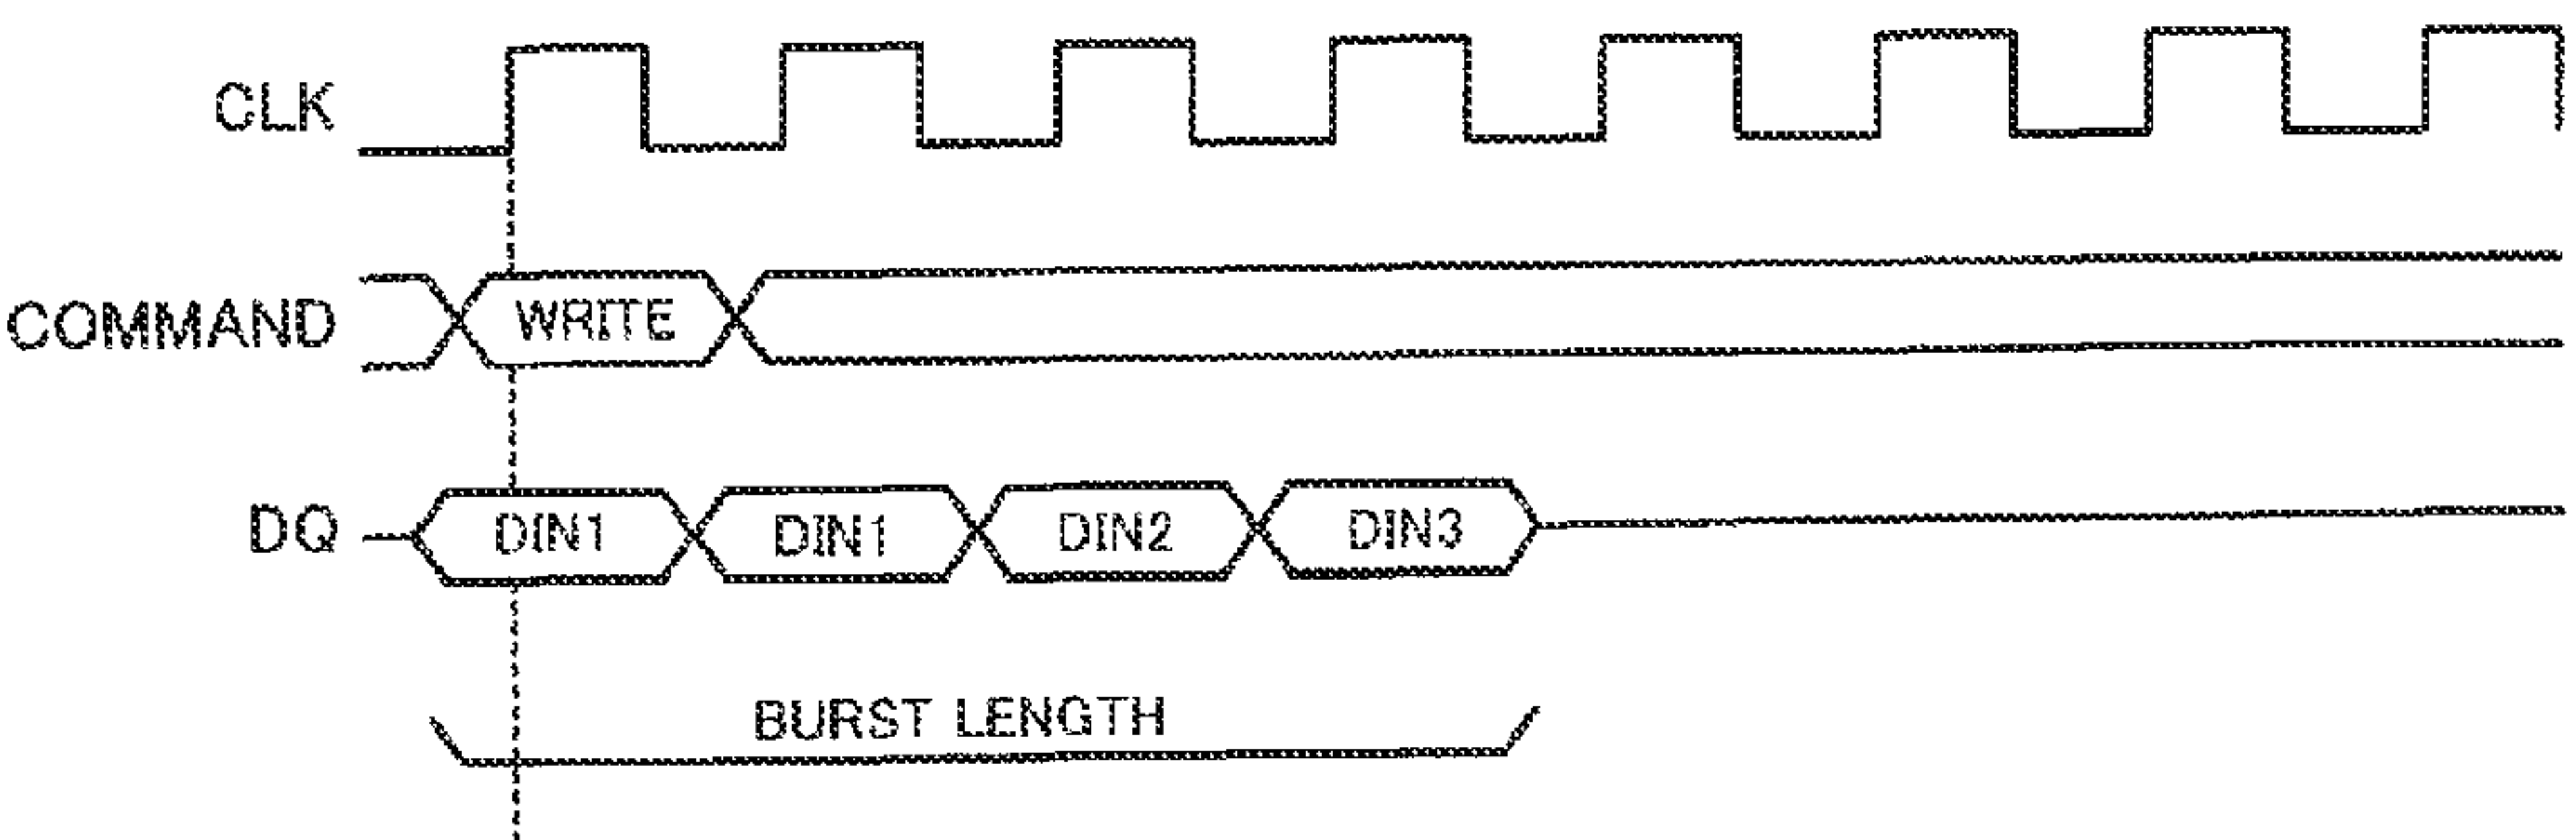 CLK
COMMAND WRITE
DQ DIN1 DIN1 DIN2 DIN3
BURST LENGTH